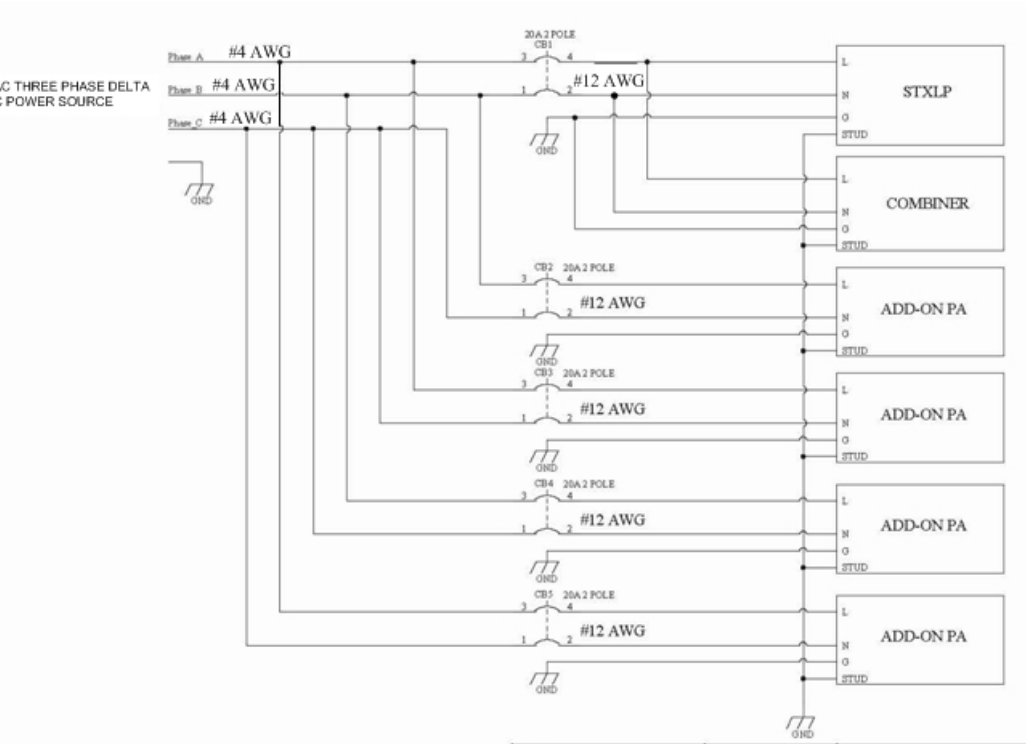 20A 2 POLE
CB1
Phase_A #4 AWG 3 4 L
AC THREE PHASE DELTA
Phase_B #4 AWG 1 2 #12 AWG N STXLP
C POWER SOURCE
Phase_C #4 AWG G
GND STUD
GND
L
COMBINER
N
G
STUD
CB2 20A 2 POLE
3 4 L
#12 AWG ADD-ON PA
1 2 N
G
GND STUD
CB3 20A 2 POLE
3 4 L
#12 AWG ADD-ON PA
1 2 N
G
GND STUD
CB4 20A 2 POLE
3 4 L
#12 AWG ADD-ON PA
1 2 N
G
GND STUD
CB5 20A 2 POLE
3 4 L
#12 AWG ADD-ON PA
1 2 N
G
GND STUD
GND